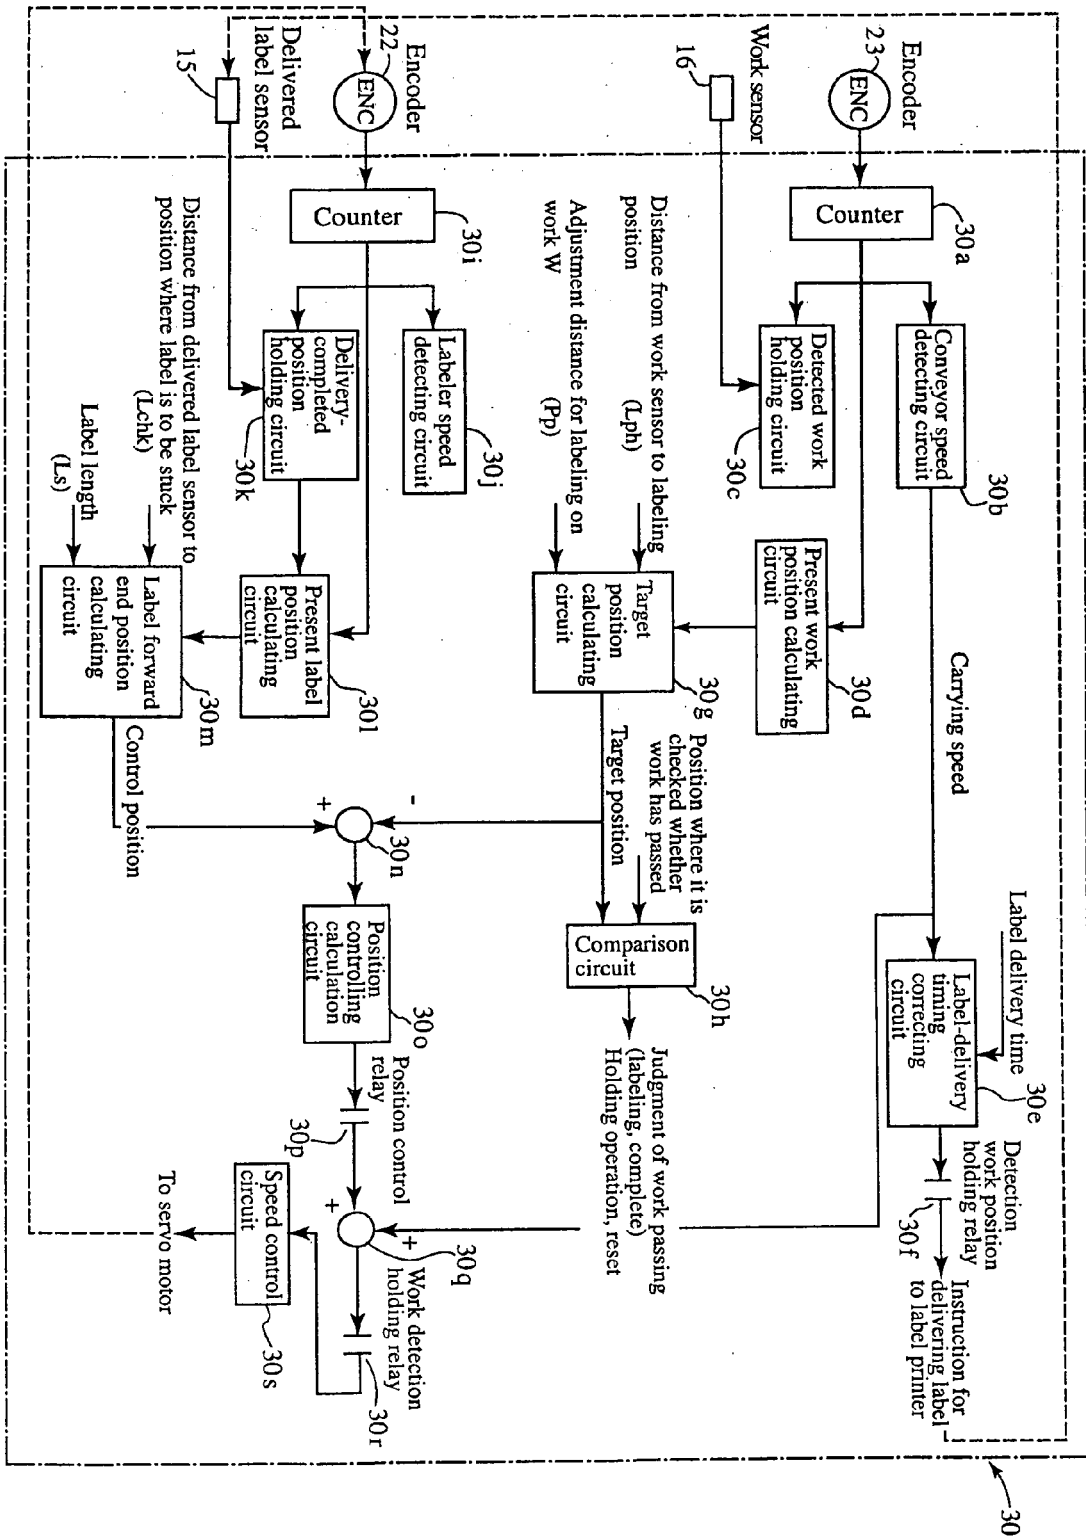 30
Encoder
23
ENC
Counter
30a
Conveyor speed
detecting circuit
30b
Carrying speed
Label delivery time
Label-delivery
timing
correcting
circuit
30e
Detection
work position
holding relay
30f
Instruction for
delivering label
to label printer
Work sensor
16
Detected work
position
holding circuit
30c
Present work
position calculating
circuit
30d
Distance from work sensor to labeling
position
(Lph)
Adjustment distance for labeling on
work W
(Pp)
Target
position
calculating
circuit
30g
Target position
Position where it is
checked whether
work has passed
Comparison
circuit
30h
Judgment of work passing
(labeling, complete)
Holding operation, reset
Encoder
22
ENC
Counter
30i
Labeler speed
detecting circuit
30j
Delivered
label sensor
15
Delivery-
completed
position
holding circuit
30k
Present label
position
calculating
circuit
301
Distance from delivered label sensor to
position where label is to be stuck
(Lchk)
Label length
(Ls)
Label forward
end position
calculating
circuit
30m
Control position
-
+
30n
Position
controlling
calculation
circuit
30o
Position control
relay
30p
+
+
30q
Work detection
holding relay
30r
Speed control
circuit
30s
To servo motor